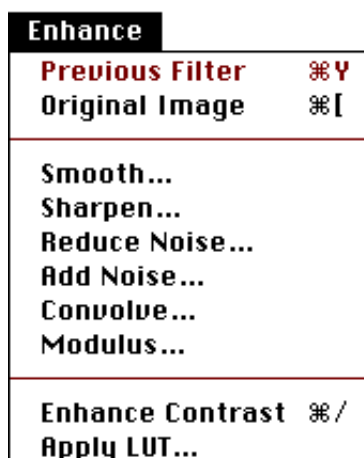 Enhance
Previous Filter ⌘Y
Original Image ⌘[
Smooth...
Sharpen...
Reduce Noise...
Add Noise...
Convolve...
Modulus...
Enhance Contrast ⌘/
Apply LUT...